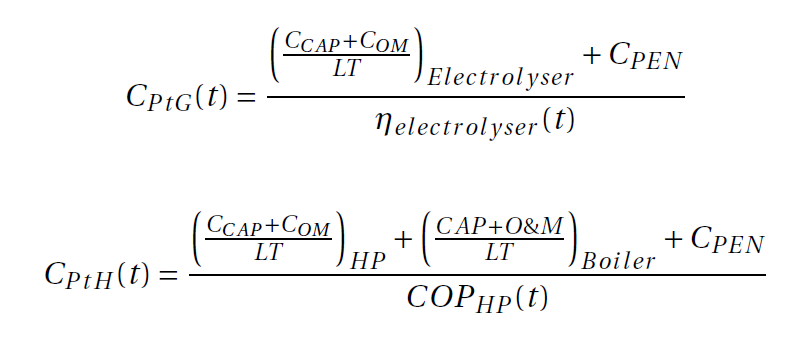 C_{PtG}(t) = \frac{\left(\frac{C_{CAP}+C_{OM}}{LT}\right)_{Electrolyser} + C_{PEN}}{\eta_{electrolyser}(t)}
C_{PtH}(t) = \frac{\left(\frac{C_{CAP}+C_{OM}}{LT}\right)_{HP} + \left(\frac{CAP+O\&M}{LT}\right)_{Boiler} + C_{PEN}}{COP_{HP}(t)}